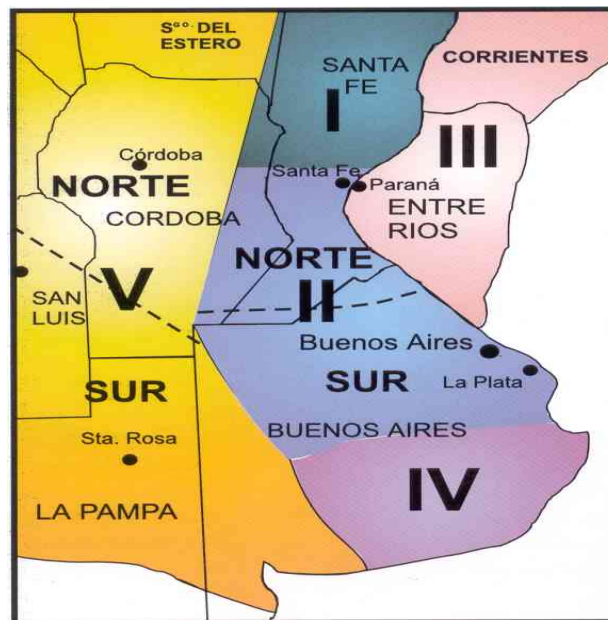 Sᵍᵒ· DEL
ESTERO
SANTA
FE
I
CORRIENTES
III
Córdoba
NORTE
CORDOBA
Santa Fe
Paraná
ENTRE
RIOS
NORTE
II
V
SAN
LUIS
Buenos Aires
SUR
La Plata
SUR
Sta. Rosa
BUENOS AIRES
IV
LA PAMPA